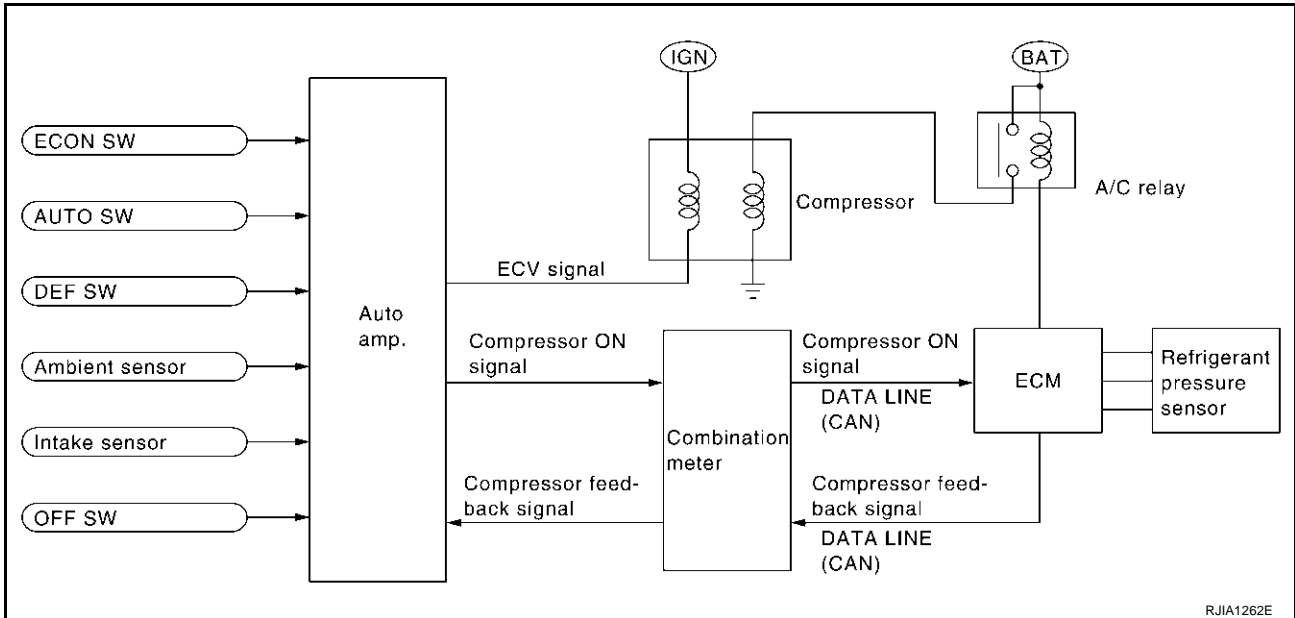 IGN
BAT
ECON SW
AUTO SW
DEF SW
Ambient sensor
Intake sensor
OFF SW
Auto
amp.
Compressor
A/C relay
ECV signal
Compressor ON
signal
Compressor feed-
back signal
Combination
meter
Compressor ON
signal
DATA LINE
(CAN)
Compressor feed-
back signal
DATA LINE
(CAN)
ECM
Refrigerant
pressure
sensor
RJIA1262E